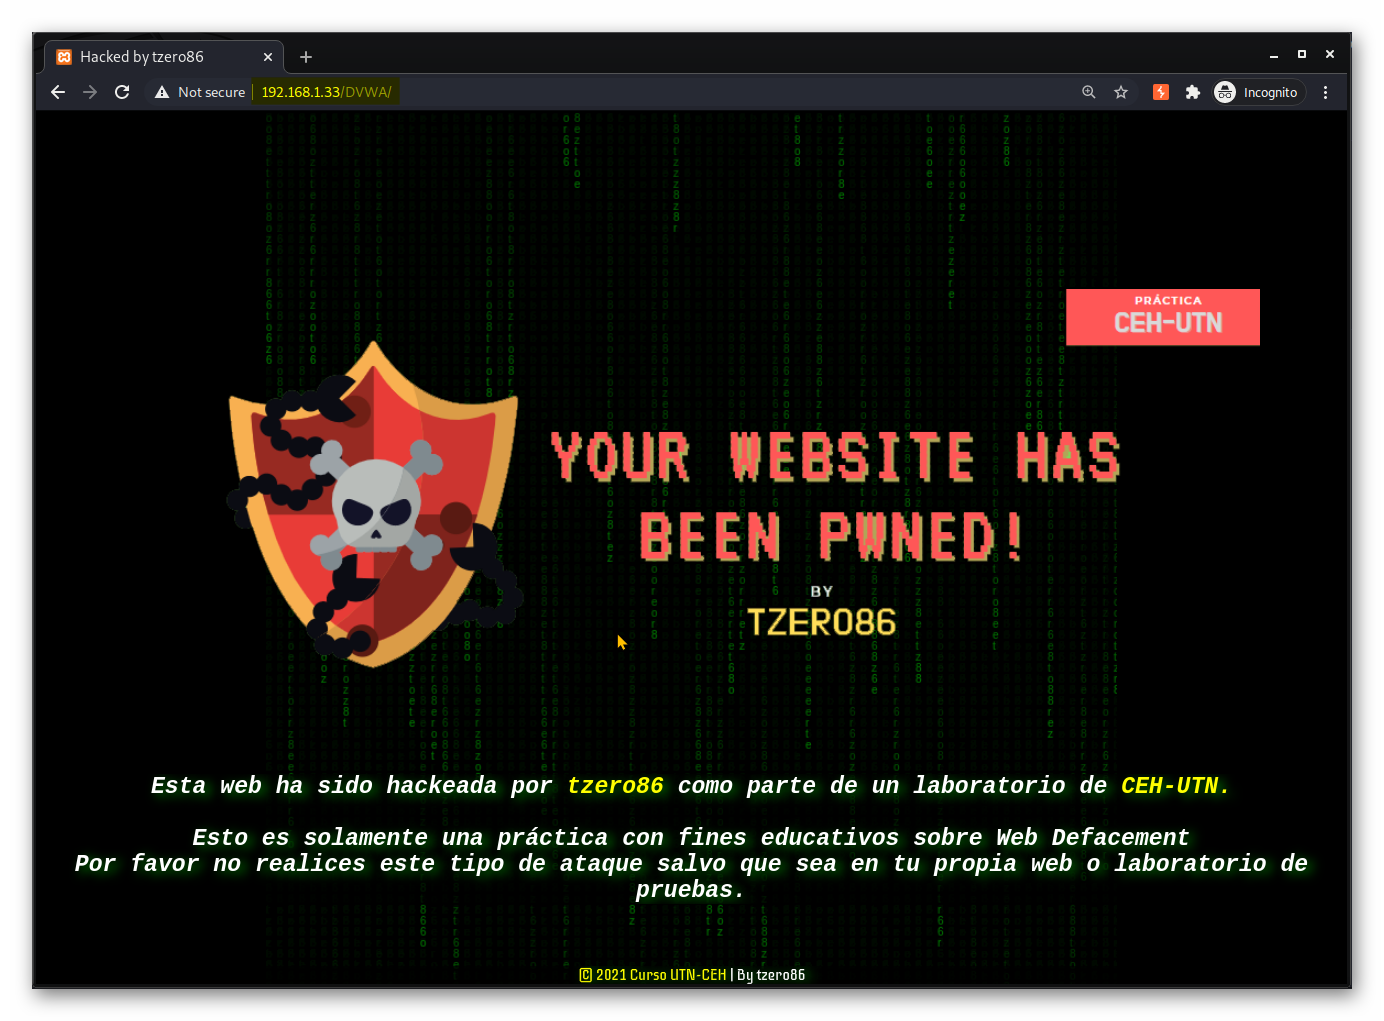 Hacked by tzero86
Not secure 192.168.1.33/DVWA/ Incognito
PRÁCTICA
CEH-UTN
YOUR WEBSITE HAS
BEEN PWNED!
BY
TZERO86
Esta web ha sido hackeada por tzero86 como parte de un laboratorio de CEH-UTN.
Esto es solamente una práctica con fines educativos sobre Web Defacement
Por favor no realices este tipo de ataque salvo que sea en tu propia web o laboratorio de
pruebas.
© 2021 Curso UTN-CEH | By tzero86